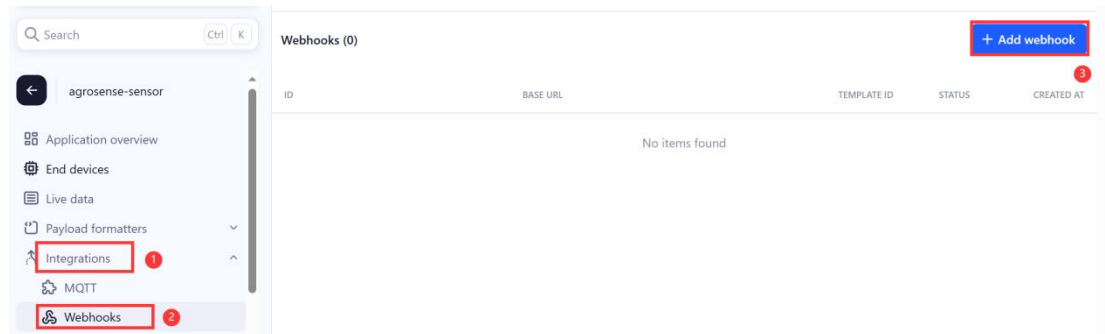 Search
Ctrl K
agrosense-sensor
Application overview
End devices
Live data
Payload formatters
Integrations 1
MQTT
Webhooks 2
Webhooks (0)
+ Add webhook
3
ID BASE URL TEMPLATE ID STATUS CREATED AT
No items found